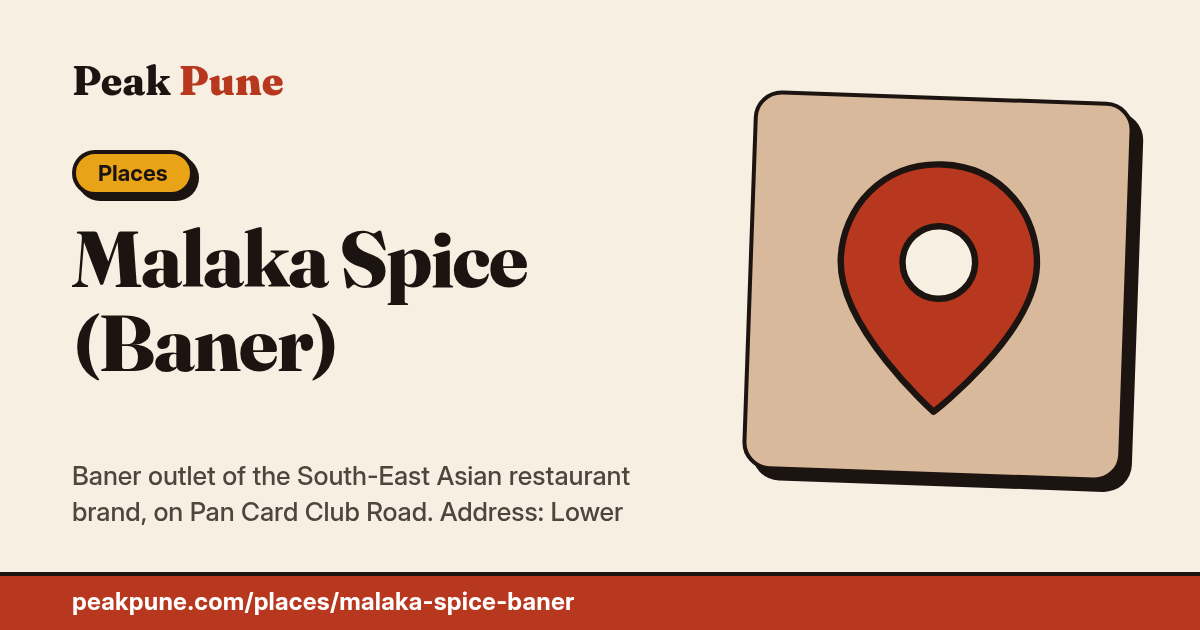 Peak Pune
Places
Malaka Spice
(Baner)
Baner outlet of the South-East Asian restaurant
brand, on Pan Card Club Road. Address: Lower
peakpune.com/places/malaka-spice-baner